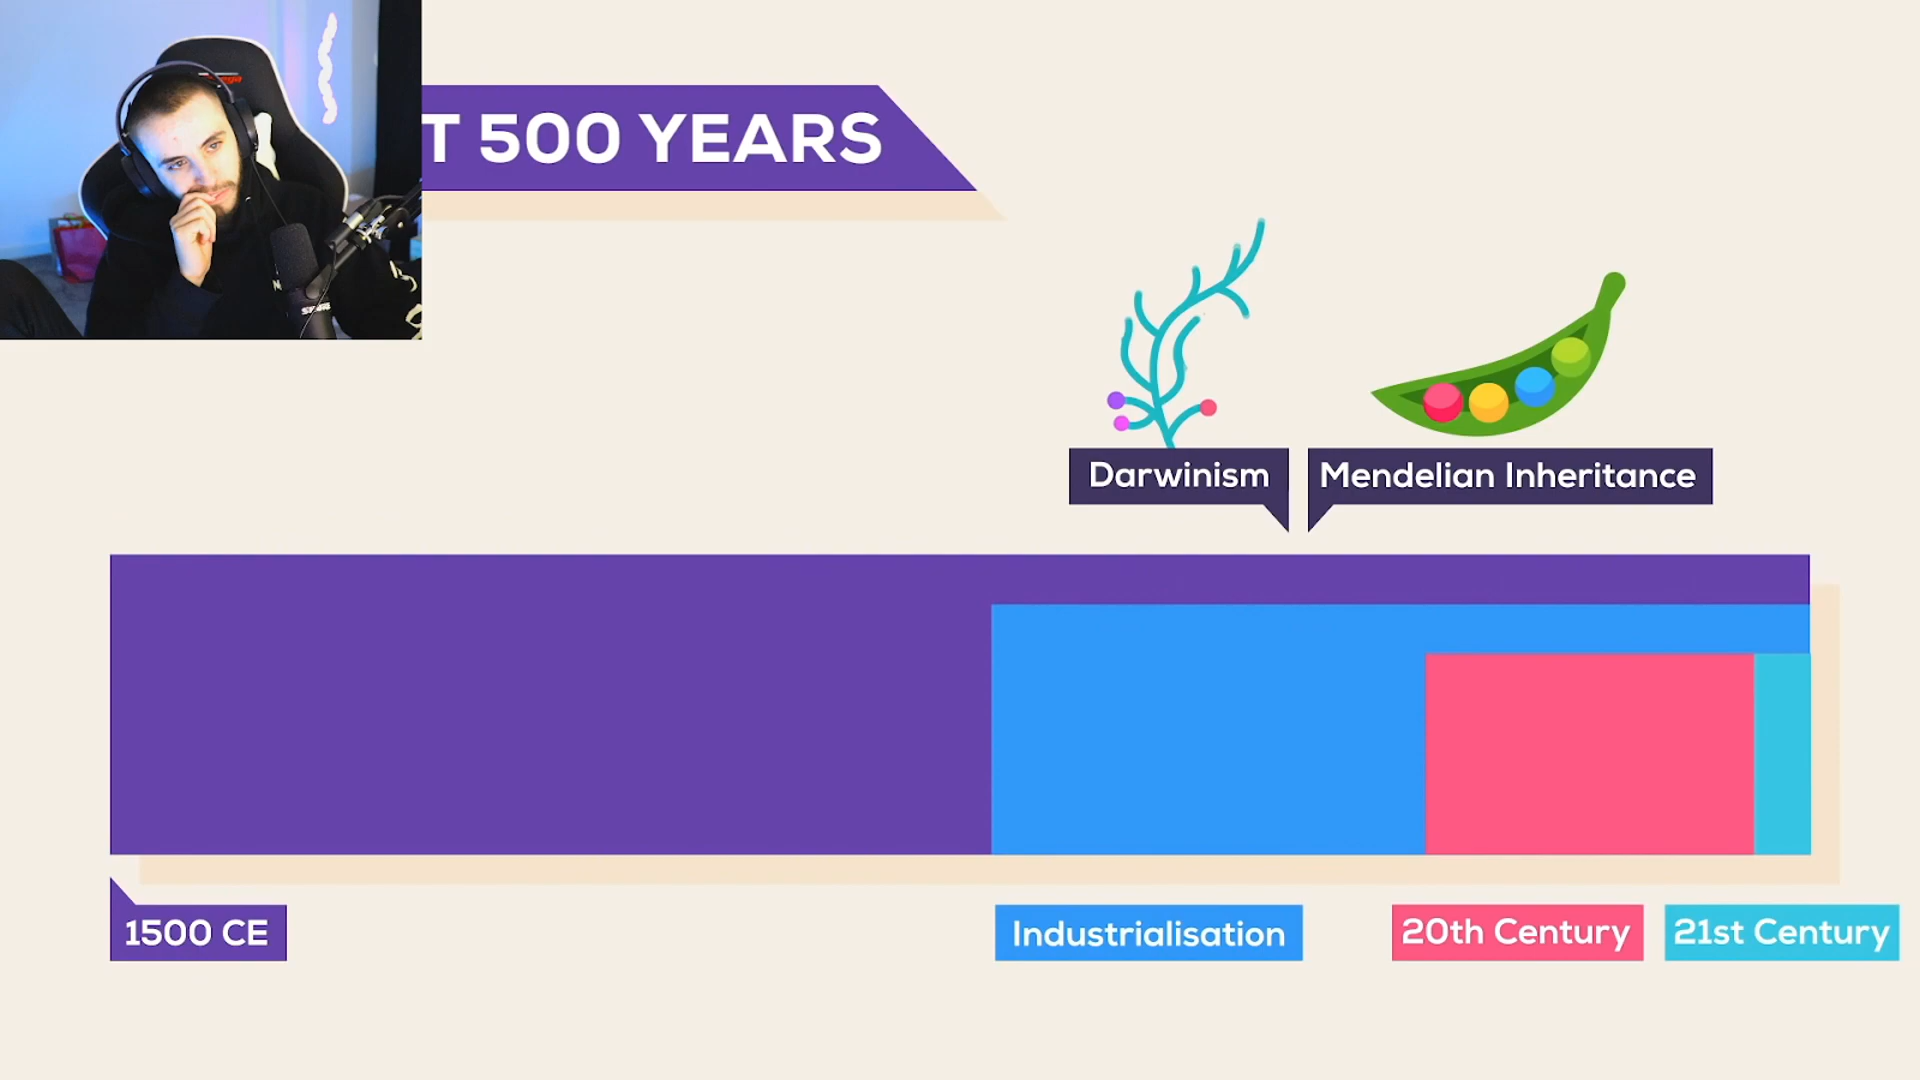 T 500 YEARS
Darwinism
Mendelian Inheritance
1500 CE
Industrialisation
20th Century
21st Century